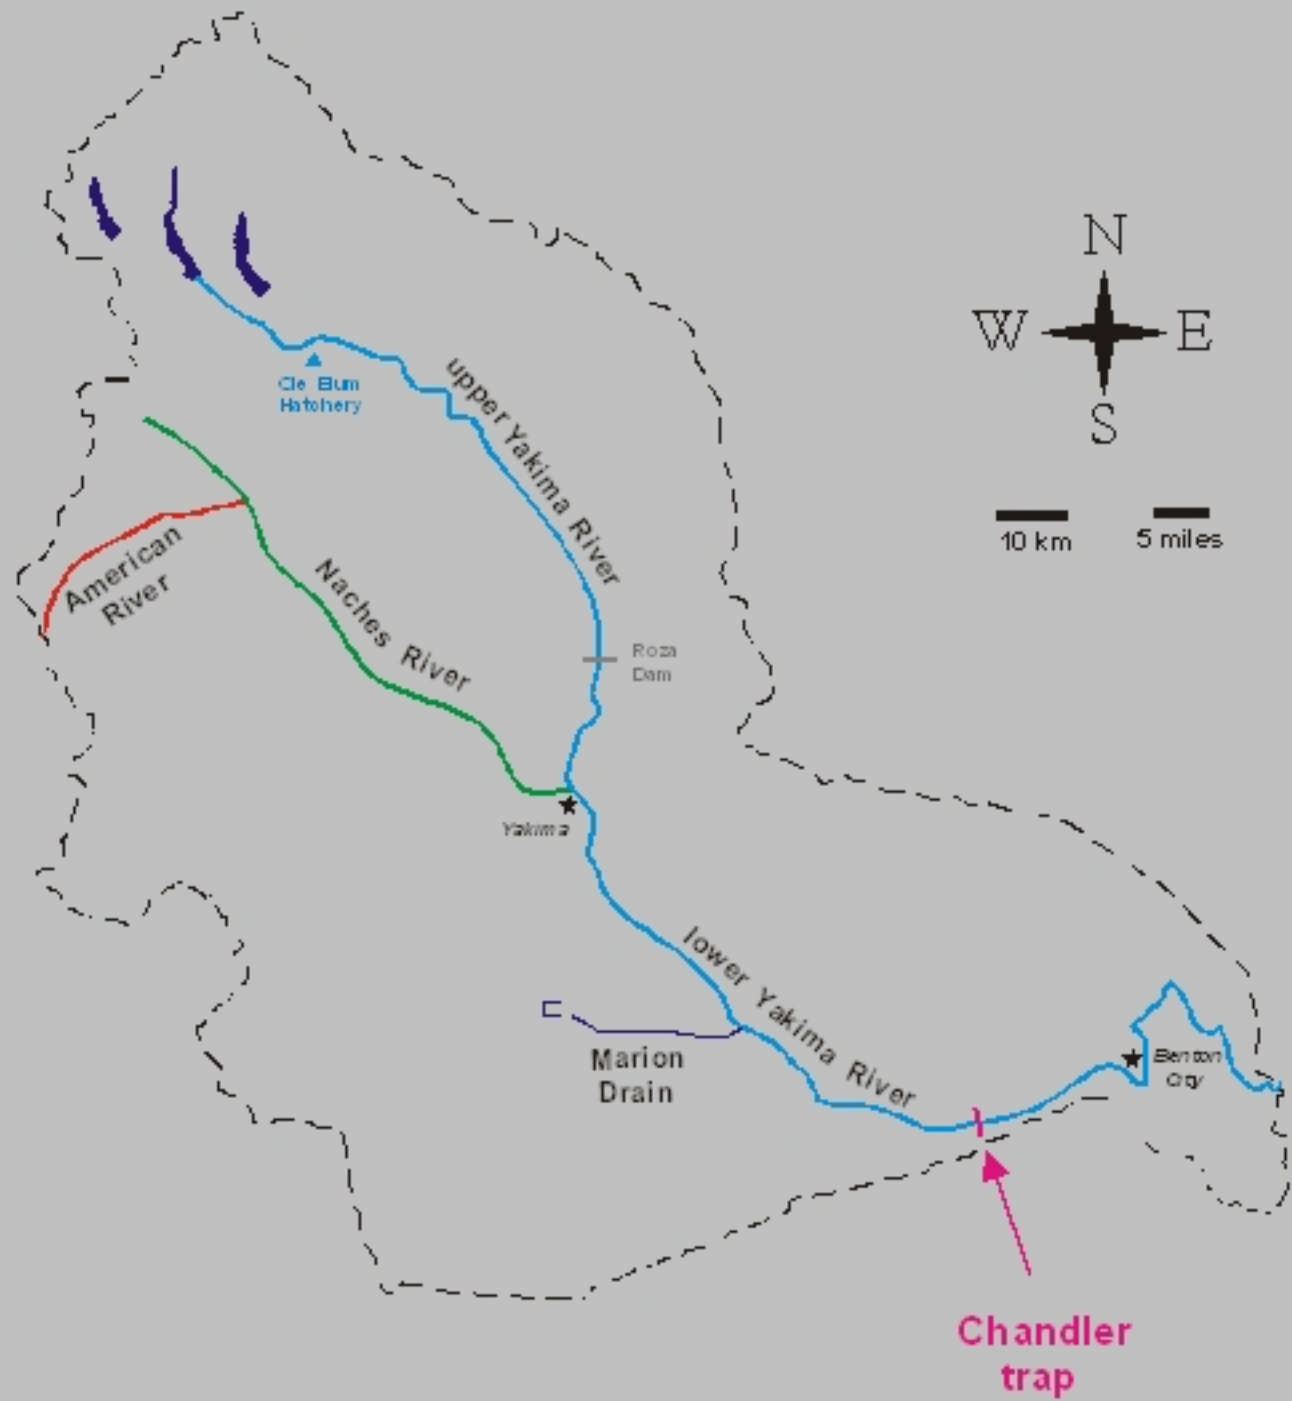 N
W E
S
10 km
5 miles
Cle Elum
Hatchery
upper Yakima River
American
River
Naches River
Roza
Dam
Yakima
lower Yakima River
Marion
Drain
Benton
City
Chandler
trap